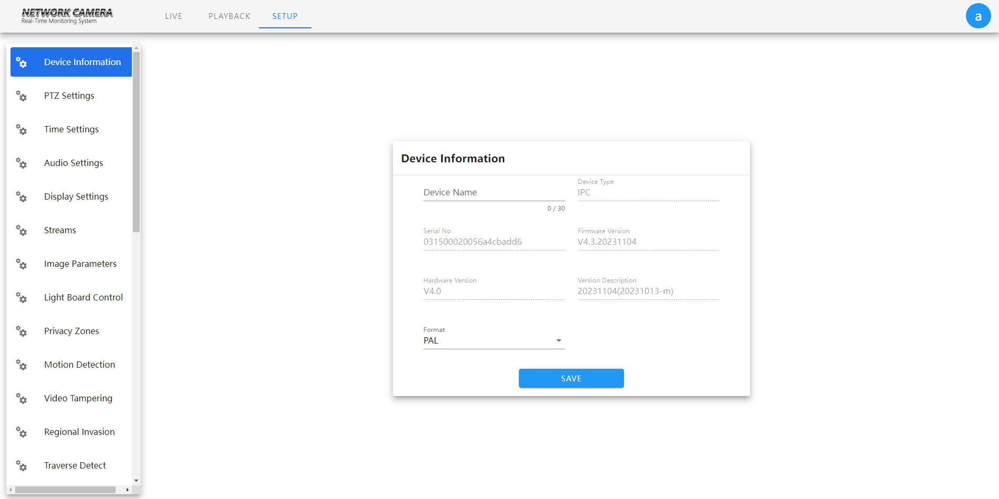 NETWORK CAMERA
Real-Time Monitoring System
LIVE
PLAYBACK
SETUP
a
Device Information
PTZ Settings
Time Settings
Audio Settings
Display Settings
Streams
Image Parameters
Light Board Control
Privacy Zones
Motion Detection
Video Tampering
Regional Invasion
Traverse Detect
Device Information
Device Name
0 / 30
Device Type
IPC
Serial No
031500020056a4cbadd6
Firmware Version
V4.3.20231104
Hardware Version
V4.0
Version Description
20231104(20231013-m)
Format
PAL
SAVE